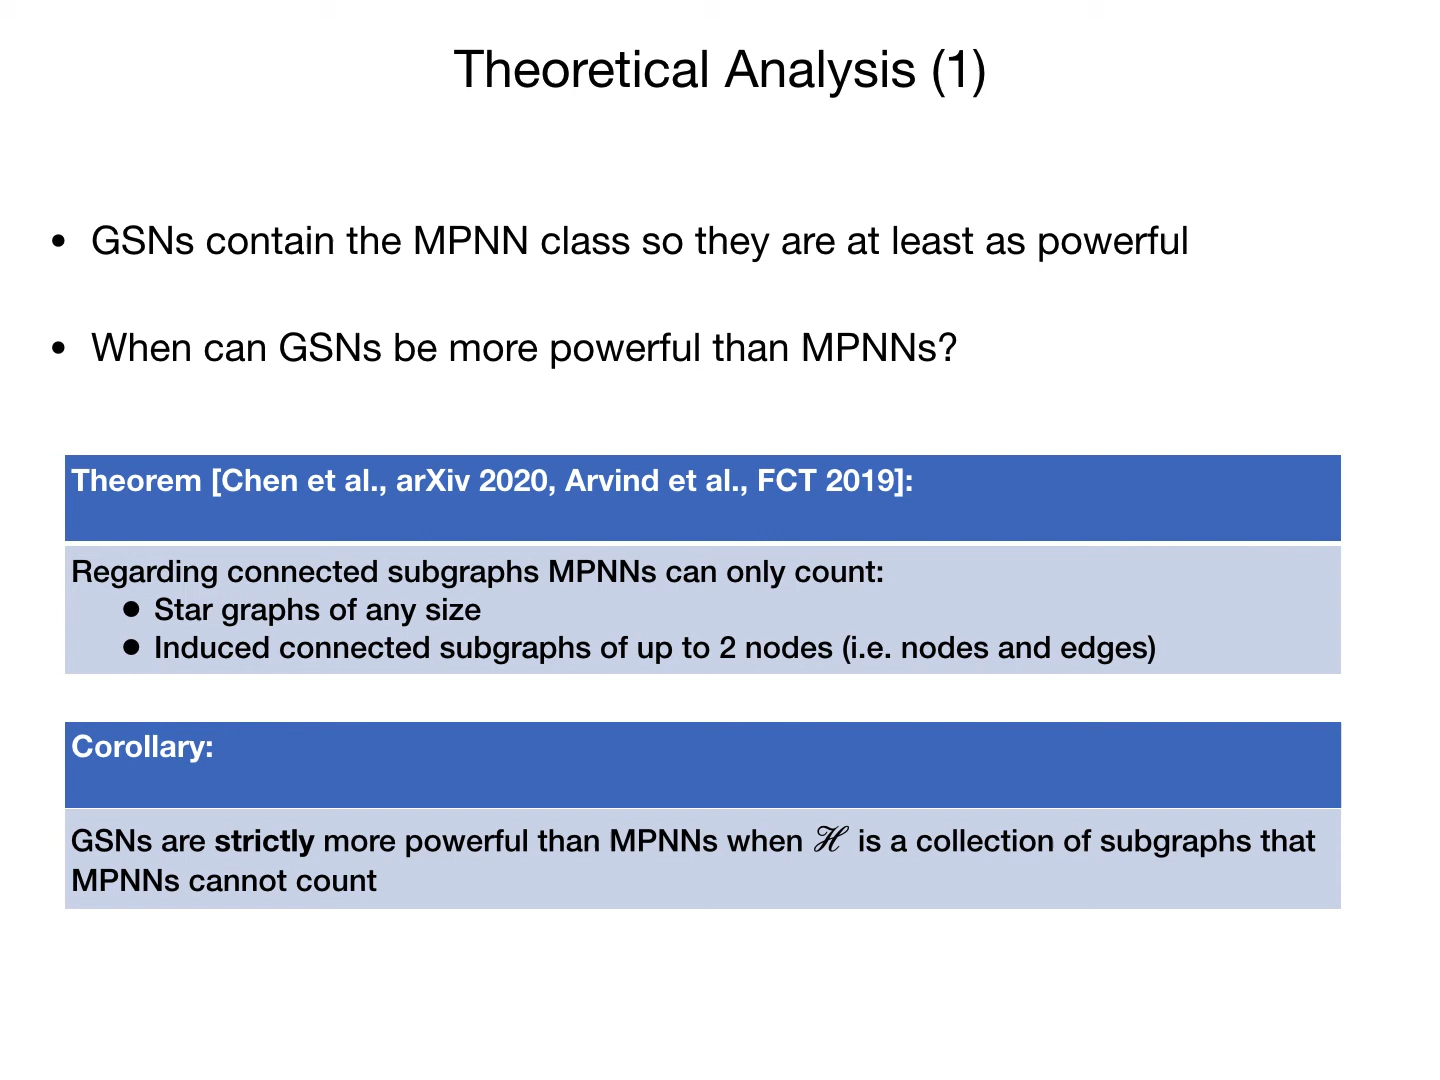 Theoretical Analysis (1)
• GSNs contain the MPNN class so they are at least as powerful
• When can GSNs be more powerful than MPNNs?
Theorem [Chen et al., arXiv 2020, Arvind et al., FCT 2019]:
Regarding connected subgraphs MPNNs can only count:
● Star graphs of any size
● Induced connected subgraphs of up to 2 nodes (i.e. nodes and edges)
Corollary:
GSNs are strictly more powerful than MPNNs when ℋ is a collection of subgraphs that
MPNNs cannot count